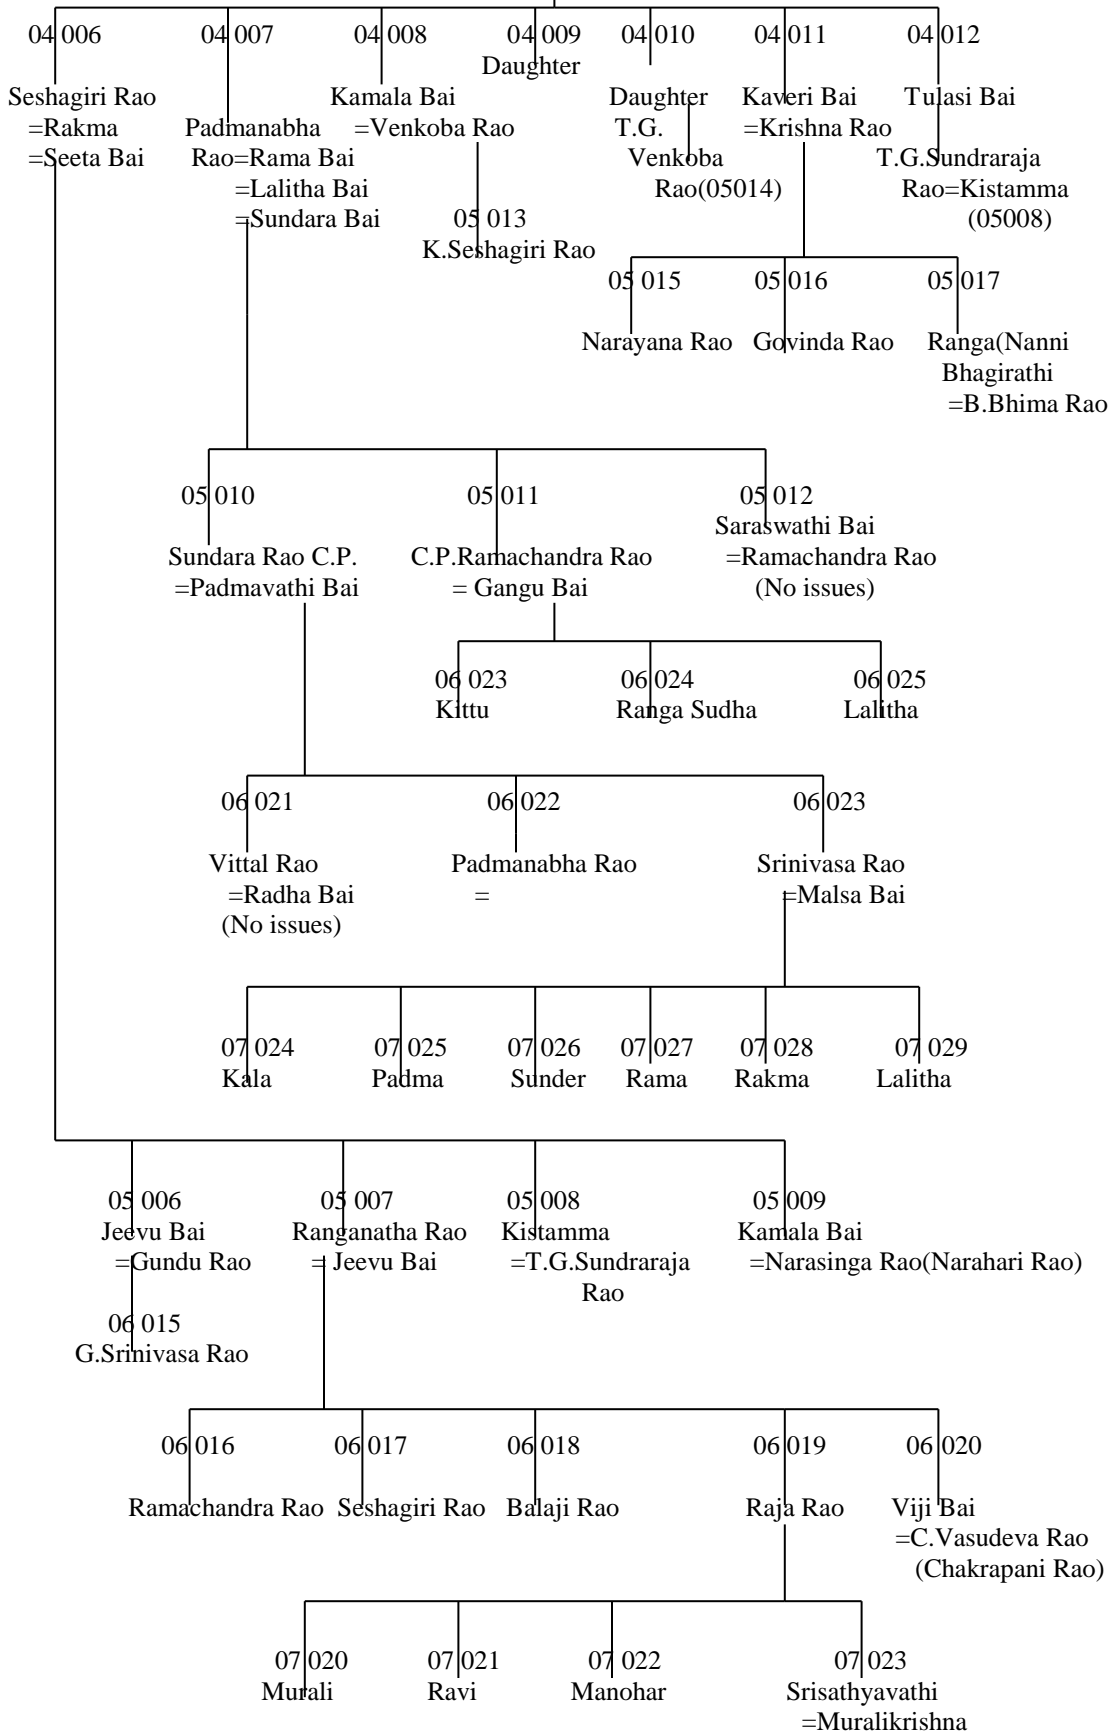 04 006 04 007 04 008 04 009 04 010 04 011 04 012
Daughter
Seshagiri Rao Kamala Bai Daughter Kaveri Bai Tulasi Bai
=Rakma Padmanabha =Venkoba Rao T.G. =Krishna Rao
=Seeta Bai Rao=Rama Bai Venkoba T.G.Sundraraja
=Lalitha Bai Rao(05014) Rao=Kistamma
=Sundara Bai 05 013 (05008)
K.Seshagiri Rao
05 015 05 016 05 017
Narayana Rao Govinda Rao Ranga(Nanni
Bhagirathi
=B.Bhima Rao
05 010 05 011 05 012
Saraswathi Bai
Sundara Rao C.P. C.P.Ramachandra Rao =Ramachandra Rao
=Padmavathi Bai = Gangu Bai (No issues)
06 023 06 024 06 025
Kittu Ranga Sudha Lalitha
06 021 06 022 06 023
Vittal Rao Padmanabha Rao Srinivasa Rao
=Radha Bai = =Malsa Bai
(No issues)
07 024 07 025 07 026 07 027 07 028 07 029
Kala Padma Sunder Rama Rakma Lalitha
05 006 05 007 05 008 05 009
Jeevu Bai Ranganatha Rao Kistamma Kamala Bai
=Gundu Rao = Jeevu Bai =T.G.Sundraraja =Narasinga Rao(Narahari Rao)
Rao
06 015
G.Srinivasa Rao
06 016 06 017 06 018 06 019 06 020
Ramachandra Rao Seshagiri Rao Balaji Rao Raja Rao Viji Bai
=C.Vasudeva Rao
(Chakrapani Rao)
07 020 07 021 07 022 07 023
Murali Ravi Manohar Srisathyavathi
=Muralikrishna